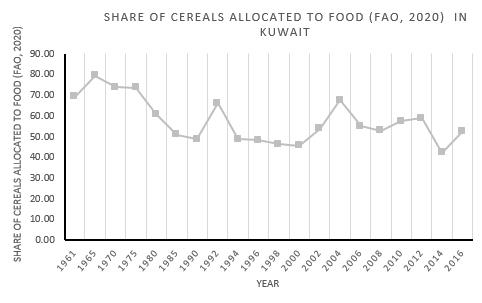 SHARE OF CEREALS ALLOCATED TO FOOD (FAO, 2020) IN
KUWAIT
SHARE OF CEREALS ALLOCATED TO FOOD (FAO, 2020)
90.00
80.00
70.00
60.00
50.00
40.00
30.00
20.00
10.00
0.00
1961 1965 1970 1975 1980 1985 1990 1992 1994 1996 1998 2000 2002 2004 2006 2008 2010 2012 2014 2016
YEAR